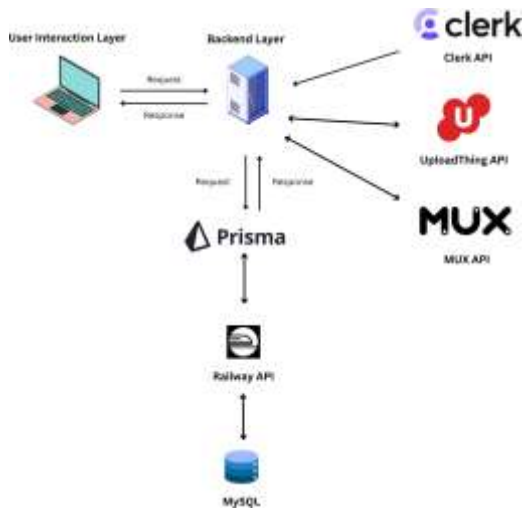 clerk
User Interaction Layer
Backend Layer
Clerk API
Request
Response
U
UploadThing API
Request
Response
Prisma
MUX
MUX API
Railway API
MySQL